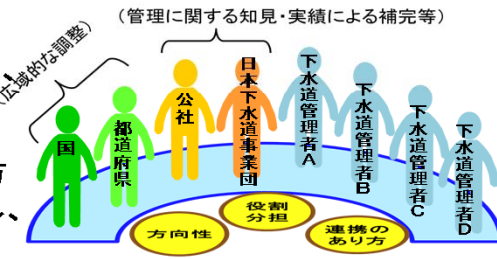 (管理に関する知見・実績による補完等)
(広域的な調整)
国
都道府県
公社
日本下水道事業団
下水道管理者A
下水道管理者B
下水道管理者C
下水道管理者D
方向性
役割
分担
連携の
あり方